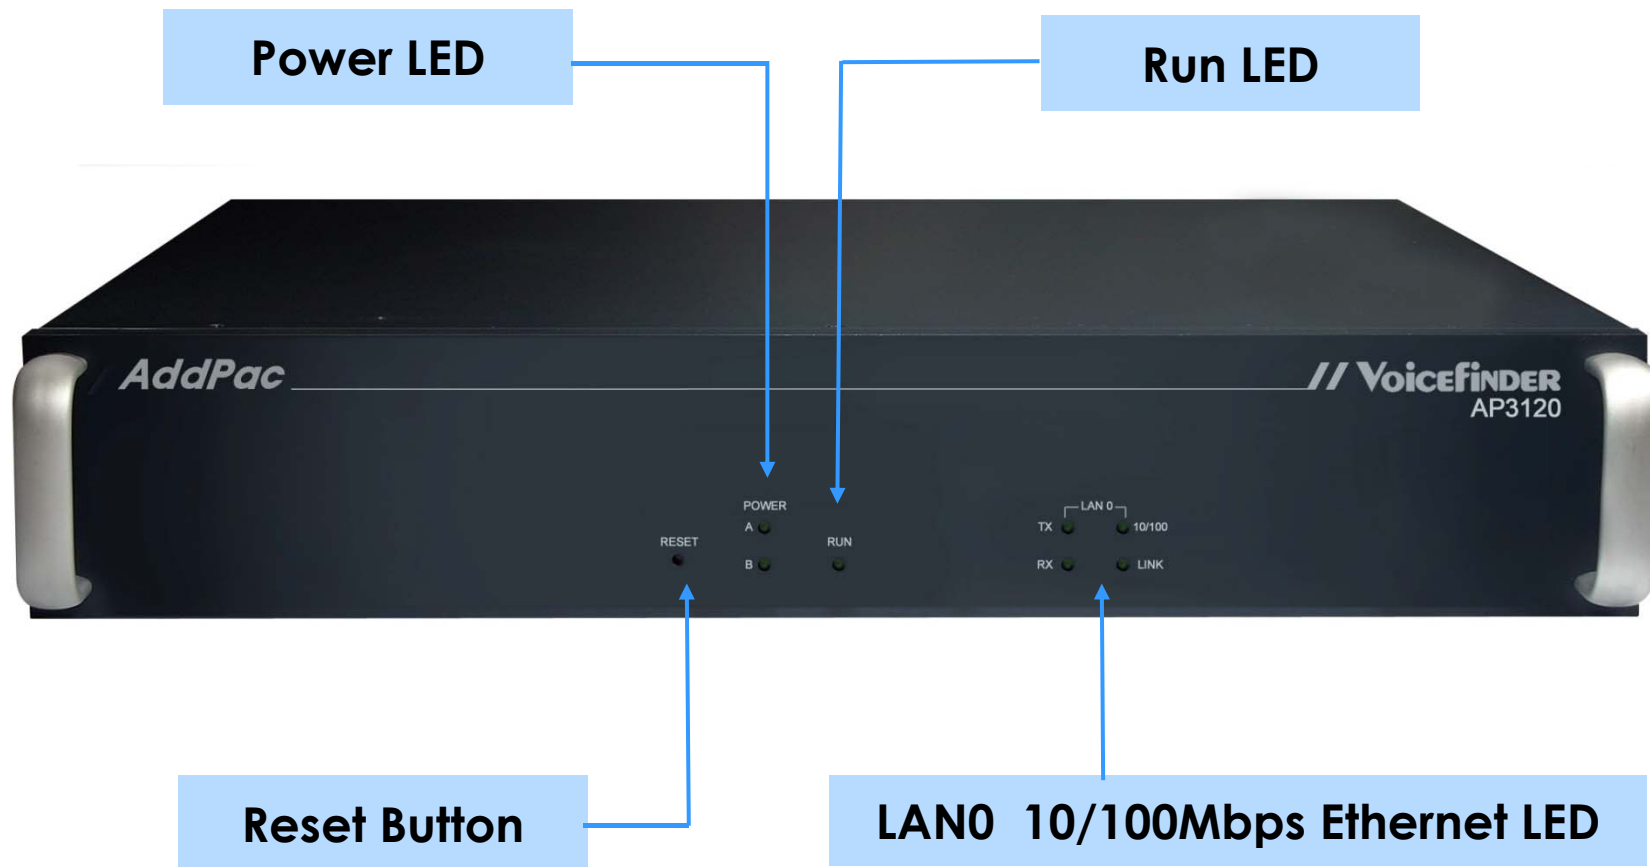 Power LED
Run LED
AddPac
// VoiceFinder
AP3120
POWER
LAN 0
A
TX
10/100
RESET
RUN
B
RX
LINK
Reset Button
LAN0 10/100Mbps Ethernet LED